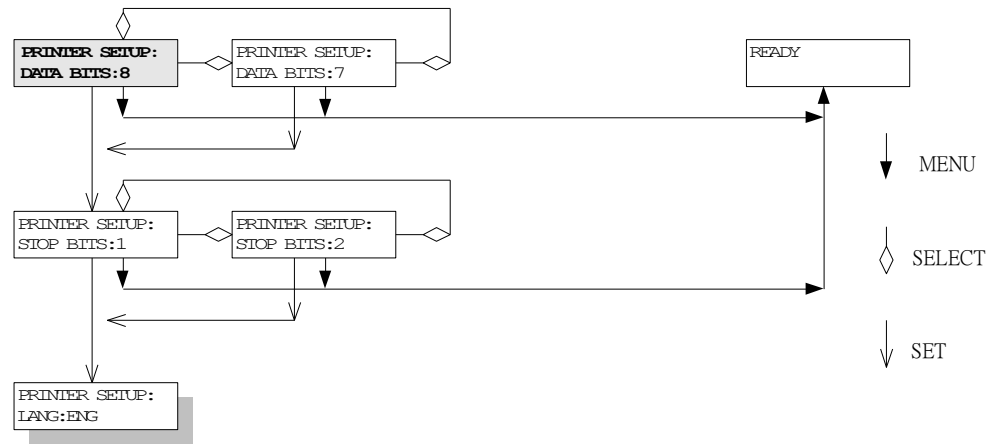 PRINTER SETUP:
DATA BITS:8
PRINTER SETUP:
DATA BITS:7
READY
MENU
PRINTER SETUP:
STOP BITS:1
PRINTER SETUP:
STOP BITS:2
SELECT
SET
PRINTER SETUP:
LANG:ENG